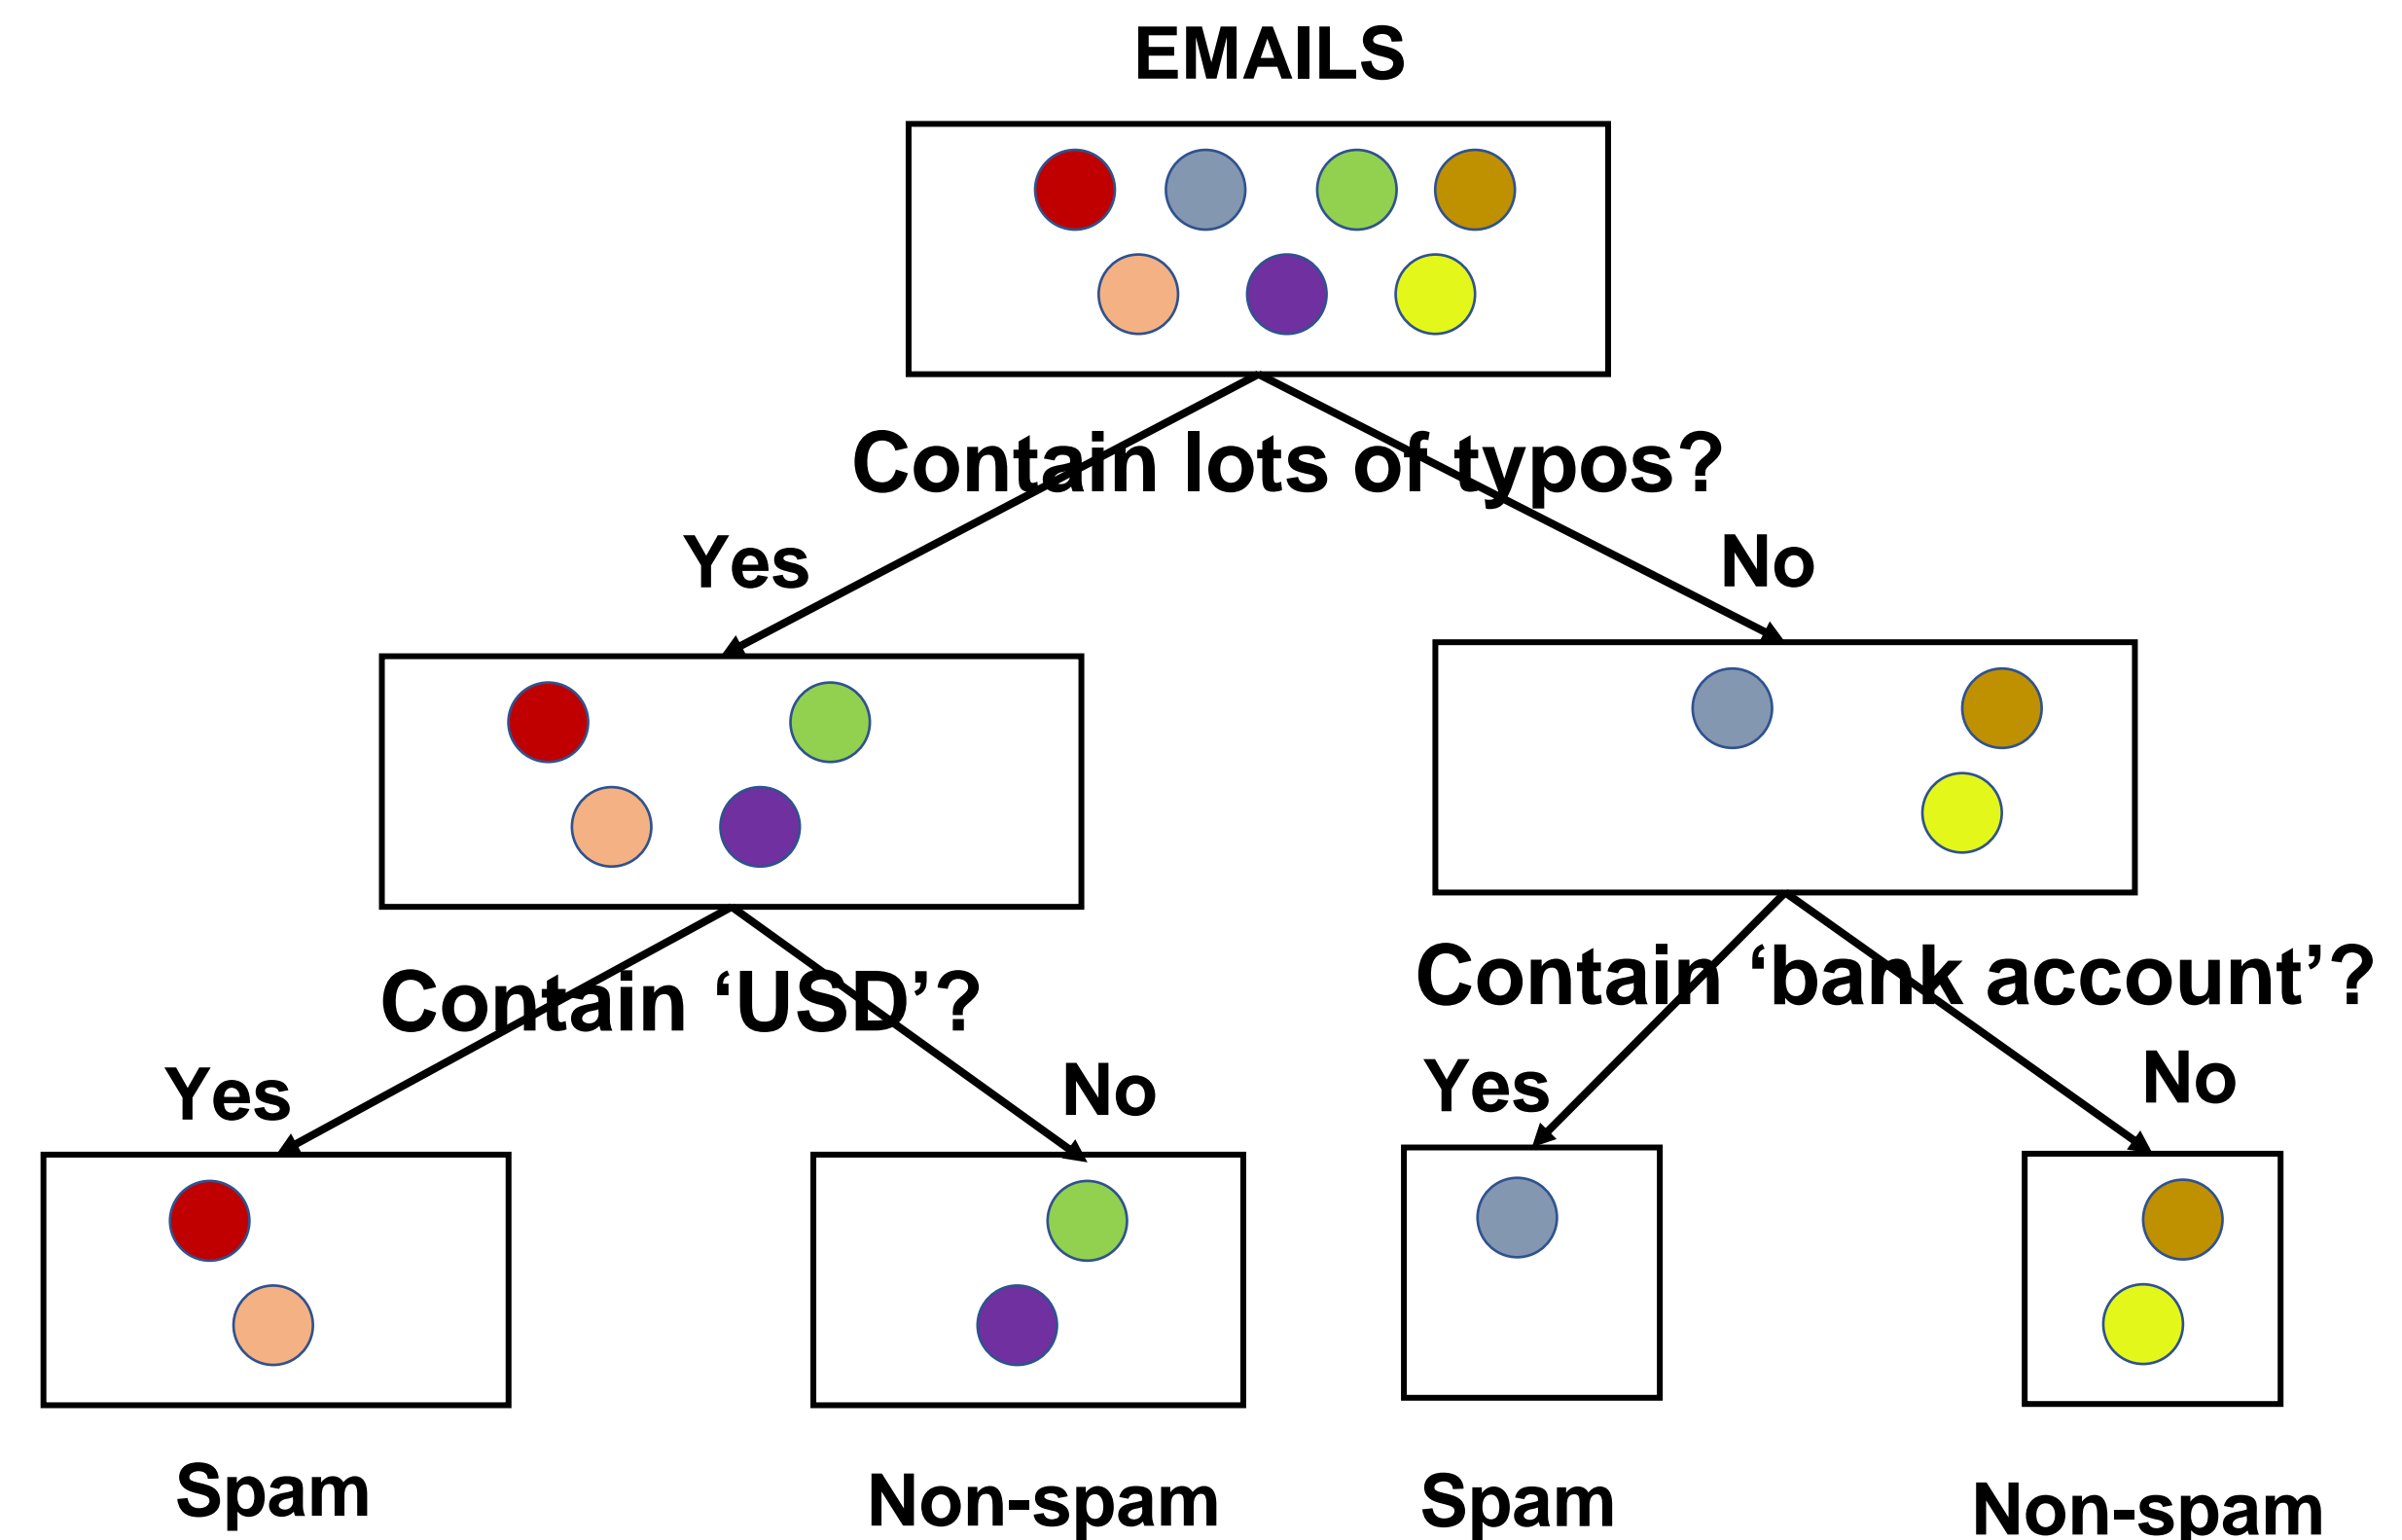 EMAILS
Contain lots of typos?
Yes
No
Contain ‘USD’?
Contain ‘bank account’?
Yes
No
Yes
No
Spam
Non-spam
Spam
Non-spam